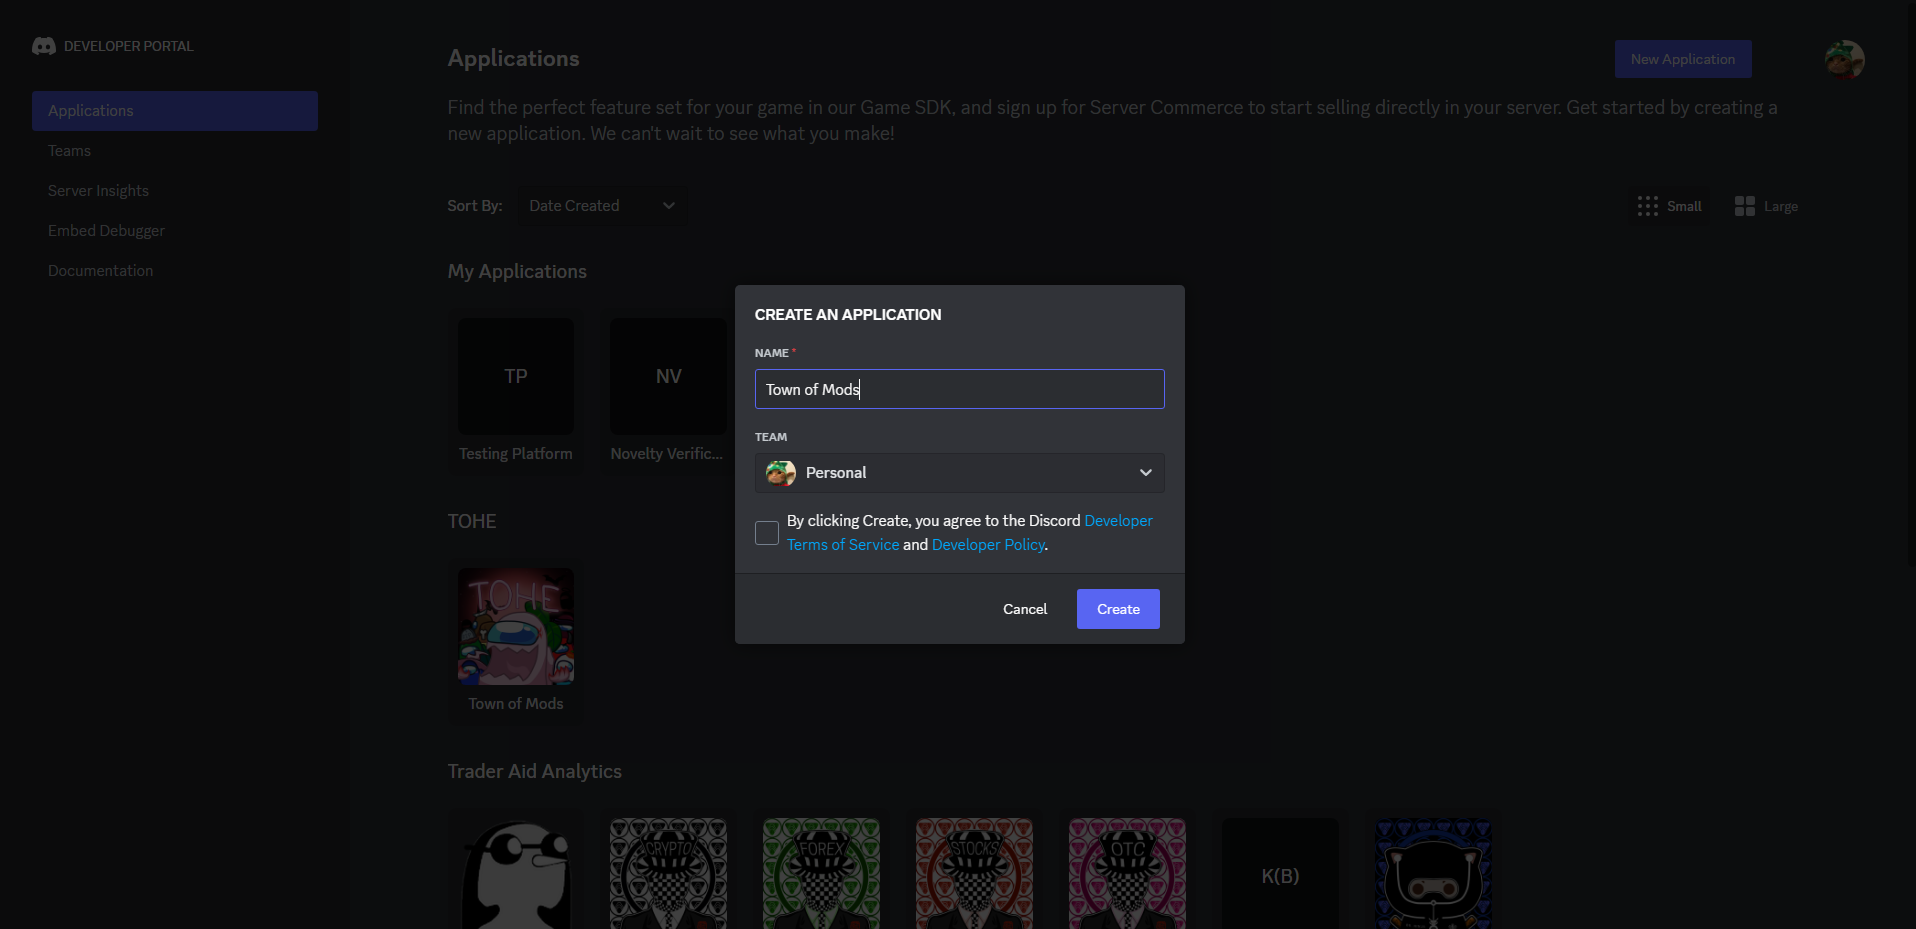 DEVELOPER PORTAL
Applications
Teams
Server Insights
Embed Debugger
Documentation
Applications
New Application
Find the perfect feature set for your game in our Game SDK, and sign up for Server Commerce to start selling directly in your server. Get started by creating a
new application. We can't wait to see what you make!
Sort By:
Date Created
Small
Large
My Applications
TP
Testing Platform
NV
Novelty Verific...
CREATE AN APPLICATION
NAME *
Town of Mods
TEAM
Personal
By clicking Create, you agree to the Discord Developer
Terms of Service and Developer Policy.
Cancel
Create
TOHE
TOHE
Town of Mods
Trader Aid Analytics
CRYPTO
FOREX
STOCKS
OTC
K(B)